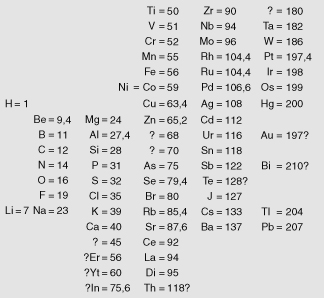 Ti = 50 Zr = 90 ? = 180
V = 51 Nb = 94 Ta = 182
Cr = 52 Mo = 96 W = 186
Mn = 55 Rh = 104,4 Pt = 197,4
Fe = 56 Ru = 104,4 Ir = 198
Ni = Co = 59 Pd = 106,6 Os = 199
H = 1 Cu = 63,4 Ag = 108 Hg = 200
Be = 9,4 Mg = 24 Zn = 65,2 Cd = 112
B = 11 Al = 27,4 ? = 68 Ur = 116 Au = 197?
C = 12 Si = 28 ? = 70 Sn = 118
N = 14 P = 31 As = 75 Sb = 122 Bi = 210?
O = 16 S = 32 Se = 79,4 Te = 128?
F = 19 Cl = 35 Br = 80 J = 127
Li = 7 Na = 23 K = 39 Rb = 85,4 Cs = 133 Tl = 204
Ca = 40 Sr = 87,6 Ba = 137 Pb = 207
? = 45 Ce = 92
?Er = 56 La = 94
?Yt = 60 Di = 95
?In = 75,6 Th = 118?